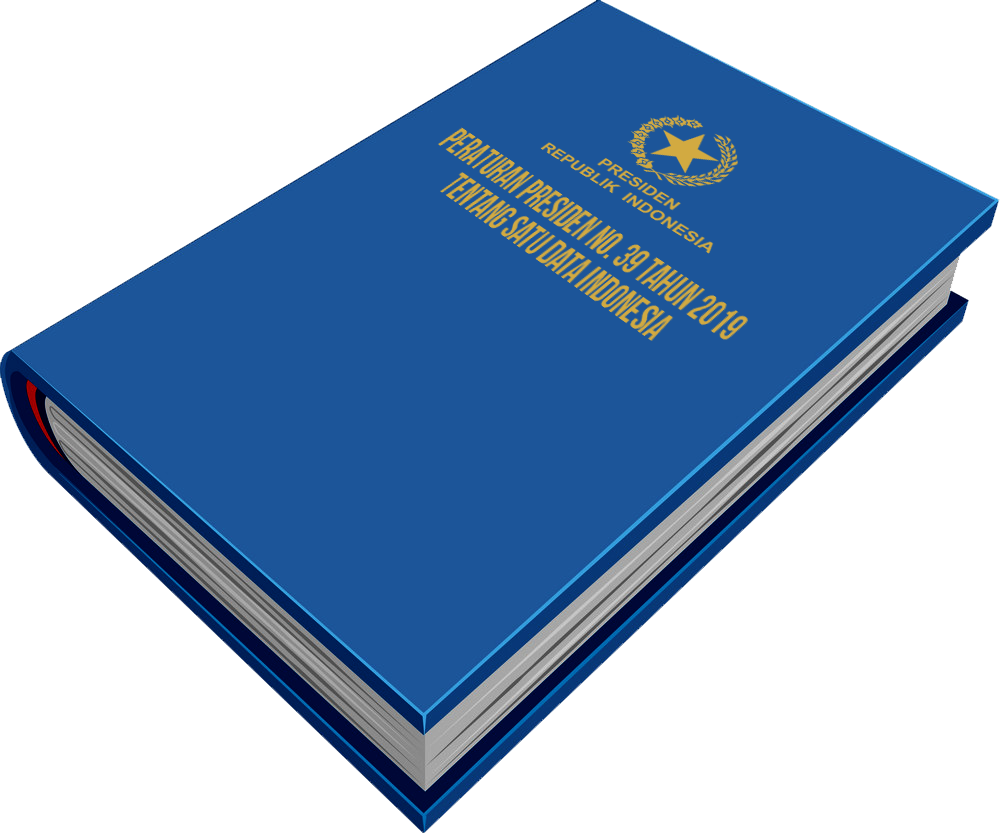 PRESIDEN
REPUBLIK INDONESIA
PERATURAN PRESIDEN NO. 39 TAHUN 2019
TENTANG SATU DATA INDONESIA